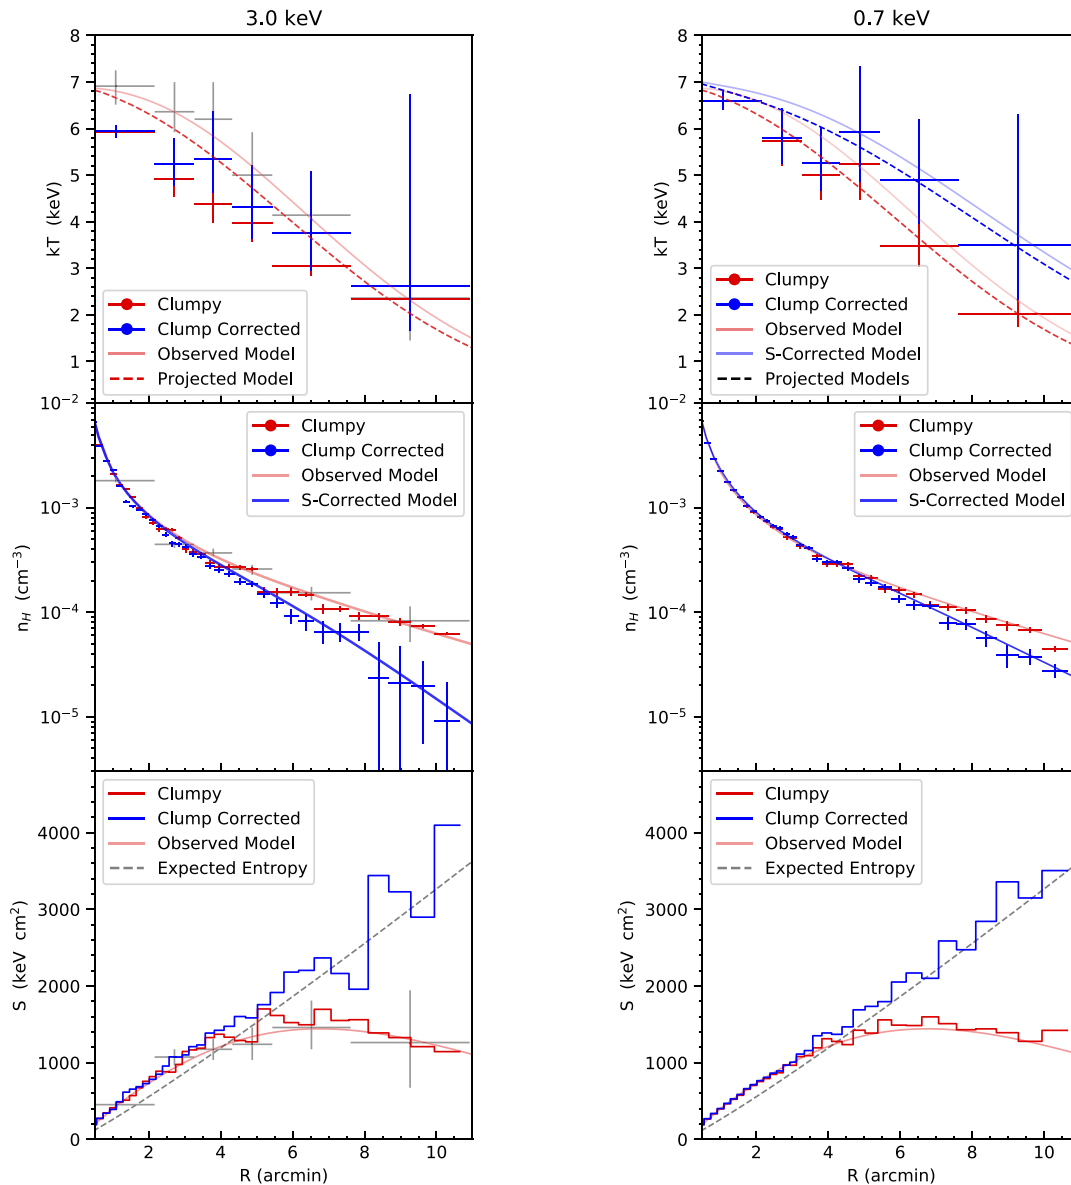 3.0 keV
0.7 keV
8
7
6
5
4
3
2
1
kT (keV)
Clumpy
Clump Corrected
Observed Model
Projected Model
8
7
6
5
4
3
2
1
kT (keV)
Clumpy
Clump Corrected
Observed Model
S-Corrected Model
Projected Models
10⁻²
10⁻³
10⁻⁴
10⁻⁵
n_H (cm⁻³)
Clumpy
Clump Corrected
Observed Model
S-Corrected Model
10⁻²
10⁻³
10⁻⁴
10⁻⁵
n_H (cm⁻³)
Clumpy
Clump Corrected
Observed Model
S-Corrected Model
4000
3000
2000
1000
0
S (keV cm²)
Clumpy
Clump Corrected
Observed Model
Expected Entropy
2 4 6 8 10
R (arcmin)
4000
3000
2000
1000
0
S (keV cm²)
Clumpy
Clump Corrected
Observed Model
Expected Entropy
2 4 6 8 10
R (arcmin)